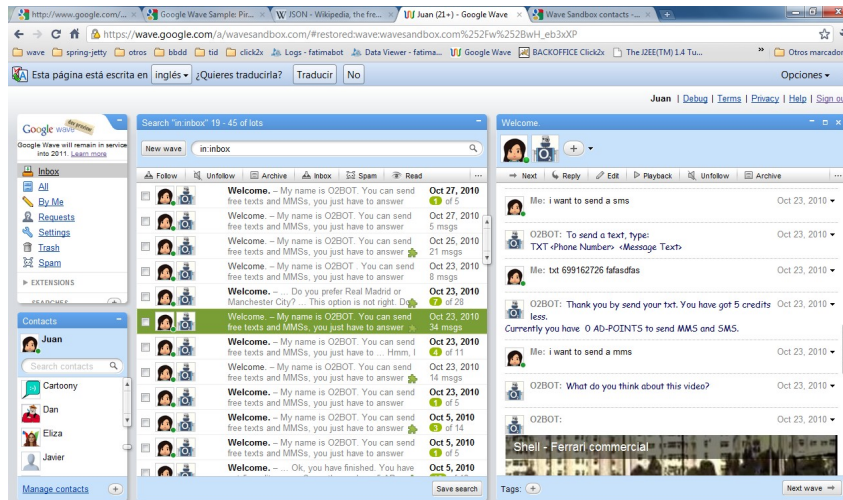 http://www.google.com/...
Google Wave Sample: Pir...
JSON - Wikipedia, the fre...
Juan (21+) - Google Wave
Wave Sandbox contacts -...
https://wave.google.com/a/wavesandbox.com/#restored:wave:wavesandbox.com%252Fw%252BwH_eb3xXP
wave
spring-jetty
otros
bbdd
tid
click2x
Logs - fatimabot
Data Viewer - fatima...
Google Wave
BACKOFFICE Click2x
The J2EE(TM) 1.4 Tu...
»
Otros marcador
Esta página está escrita en inglés ¿Quieres traducirla? Traducir No
Opciones
Juan | Debug | Terms | Privacy | Help | Sign ou
Google wave
Google Wave will remain in service
into 2011. Learn more
Inbox
All
By Me
Requests
Settings
Trash
Spam
EXTENSIONS
SEARCHES
Contacts
Juan
Search contacts
Cartoony
Dan
Eliza
Javier
Manage contacts
Search "in:inbox" 19 - 45 of lots
New wave
in:inbox
Follow
Unfollow
Archive
Inbox
Spam
Read
...
Welcome. – My name is O2BOT. You can send Oct 27, 2010
free texts and MMSs, you just have to answer 1 of 5
Welcome. – My name is O2BOT. You can send Oct 27, 2010
free texts and MMSs, you just have to answer 5 msgs
Welcome. – My name is O2BOT. You can send Oct 25, 2010
free texts and MMSs, you just have to answer 21 msgs
Welcome. – My name is O2BOT . You can send Oct 23, 2010
free texts and MMSs, you just have to answer 8 msgs
Welcome. – ... Do you prefer Real Madrid or Oct 23, 2010
Manchester City? ... This option is not right. Do 7 of 28
Welcome. – My name is O2BOT. You can send Oct 23, 2010
free texts and MMSs, you just have to answer 34 msgs
Welcome. – My name is O2BOT. You can send Oct 23, 2010
free texts and MMSs, you just have to ... Hmm, I 4 of 11
Welcome. – My name is O2BOT. You can send Oct 23, 2010
free texts and MMSs, you just have to answer 14 msgs
Welcome. – My name is O2BOT. You can send Oct 23, 2010
free texts and MMSs, you just have to answer 1 of 5
Welcome. – My name is O2BOT. You can send Oct 5, 2010
free texts and MMSs, you just have to answer 3 of 14
Welcome. – My name is O2BOT. You can send Oct 5, 2010
free texts and MMSs, you just have to answer 1 of 5
Welcome. – ... Ok, you have finished. You have Oct 5, 2010
Save search
Welcome.
Next
Reply
Edit
Playback
Unfollow
Archive
...
Me: i want to send a sms Oct 23, 2010
O2BOT: To send a text, type: Oct 23, 2010
TXT <Phone Number> <Message Text>
Me: txt 699162726 fafasdfas Oct 23, 2010
O2BOT: Thank you by send your txt. You have got 5 credits Oct 23, 2010
less.
Currently you have 0 AD-POINTS to send MMS and SMS.
Me: i want to send a mms Oct 23, 2010
O2BOT: What do you think about this video? Oct 23, 2010
O2BOT: Oct 23, 2010
Shell - Ferrari commercial
Tags:
Next wave